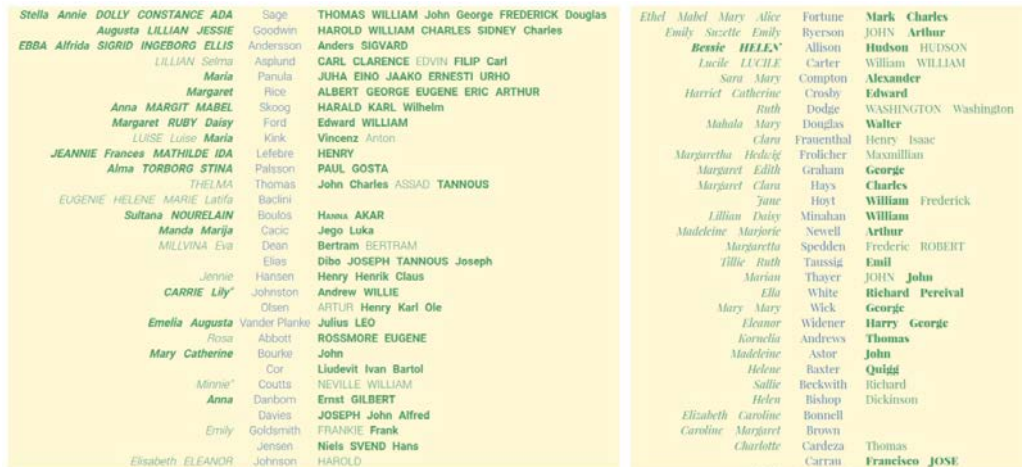 Stella Annie DOLLY CONSTANCE ADA Sage THOMAS WILLIAM John George FREDERICK Douglas
Augusta LILLIAN JESSIE Goodwin HAROLD WILLIAM CHARLES SIDNEY Charles
EBBA Alfrida SIGRID INGEBORG ELLIS Andersson Anders SIGVARD
LILLIAN Selma Asplund CARL CLARENCE EDVIN FILIP Carl
Maria Panula JUHA EINO JAAKO ERNESTI URHO
Margaret Rice ALBERT GEORGE EUGENE ERIC ARTHUR
Anna MARGIT MABEL Skoog HARALD KARL Wilhelm
Margaret RUBY Daisy Ford Edward WILLIAM
LUISE Luise Maria Kink Vincenz Anton
JEANNIE Frances MATHILDE IDA Lefebre HENRY
Alma TORBORG STINA Palsson PAUL GOSTA
THELMA Thomas John Charles ASSAD TANNOUS
EUGENIE HELENE MARIE Latifa Baclini
Sultana NOURELAIN Boulos HANNA AKAR
Manda Marija Cacic Jego Luka
MILLVINA Eva Dean Bertram BERTRAM
Elias Dibo JOSEPH TANNOUS Joseph
Jennie Hansen Henry Henrik Claus
CARRIE Lily" Johnston Andrew WILLIE
Olsen ARTUR Henry Karl Ole
Emelia Augusta Vander Planke Julius LEO
Rosa Abbott ROSSMORE EUGENE
Mary Catherine Bourke John
Cor Liudevit Ivan Bartol
Minnie" Coutts NEVILLE WILLIAM
Anna Danbom Ernst GILBERT
Davies JOSEPH John Alfred
Emily Goldsmith FRANKIE Frank
Jensen Niels SVEND Hans
Elisabeth ELEANOR Johnson HAROLD
Ethel Mabel Mary Alice Fortune Mark Charles
Emily Suzette Emily Ryerson JOHN Arthur
Bessie HELEN Allison Hudson HUDSON
Lucile LUCILE Carter William WILLIAM
Sara Mary Compton Alexander
Harriet Catherine Crosby Edward
Ruth Dodge WASHINGTON Washington
Mahala Mary Douglas Walter
Clara Frauenthal Henry Isaac
Margaretha Hedwig Frolicher Maxmillian
Margaret Edith Graham George
Margaret Clara Hays Charles
Jane Hoyt William Frederick
Lillian Daisy Minahan William
Madeleine Marjorie Newell Arthur
Margaretta Spedden Frederic ROBERT
Tillie Ruth Taussig Emil
Marian Thayer JOHN John
Ella White Richard Percival
Mary Mary Wick George
Eleanor Widener Harry George
Kornelia Andrews Thomas
Madeleine Astor John
Helene Baxter Quigg
Sallie Beckwith Richard
Helen Bishop Dickinson
Elizabeth Caroline Bonnell
Caroline Margaret Brown
Charlotte Cardeza Thomas
Carrau Francisco JOSE